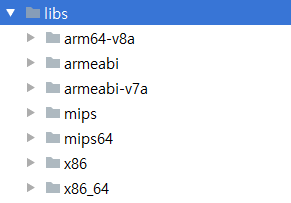 libs
arm64-v8a
armeabi
armeabi-v7a
mips
mips64
x86
x86_64